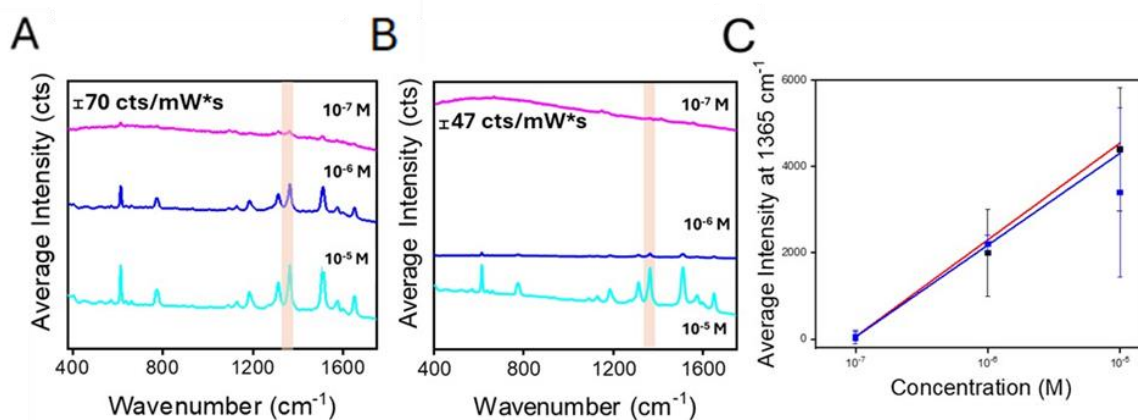 A
Average Intensity (cts)
70 cts/mW*s
10⁻⁷ M
10⁻⁶ M
10⁻⁵ M
400 800 1200 1600
Wavenumber (cm⁻¹)
B
Average Intensity (cts)
47 cts/mW*s
10⁻⁷ M
10⁻⁶ M
10⁻⁵ M
400 800 1200 1600
Wavenumber (cm⁻¹)
C
Average Intensity at 1365 cm⁻¹
6000
4000
2000
0
10⁻⁷ 10⁻⁶ 10⁻⁵
Concentration (M)